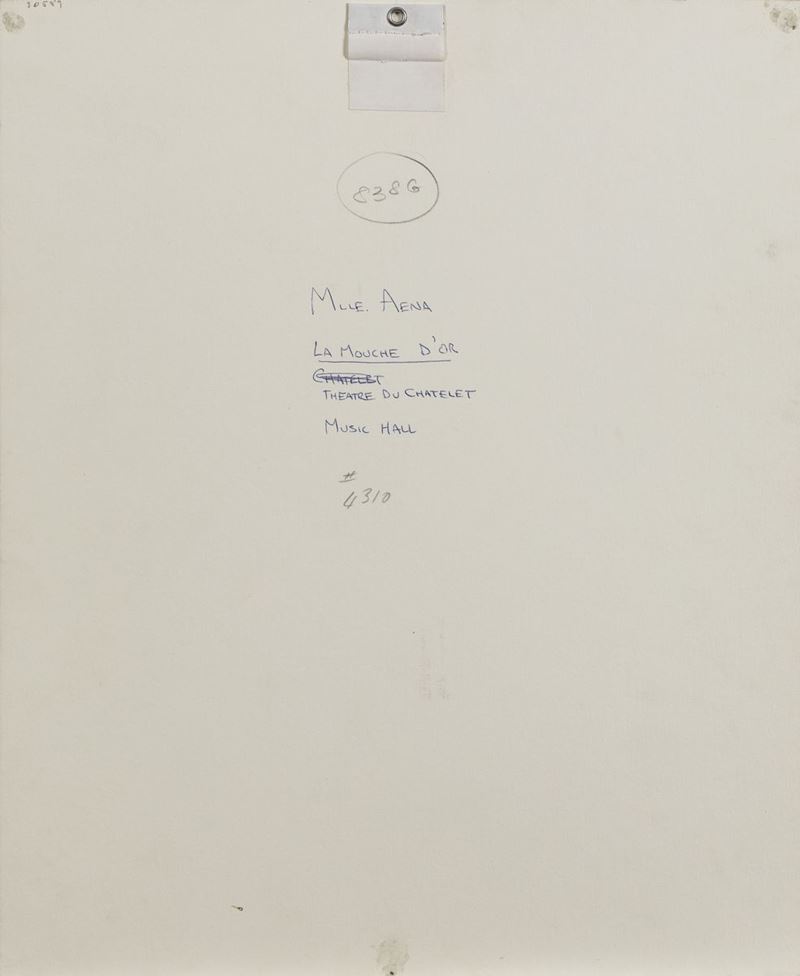 8386
MLLE. AENA
LA MOUCHE D'OR
CHATELET
THEATRE DU CHATELET
MUSIC HALL
#
4310